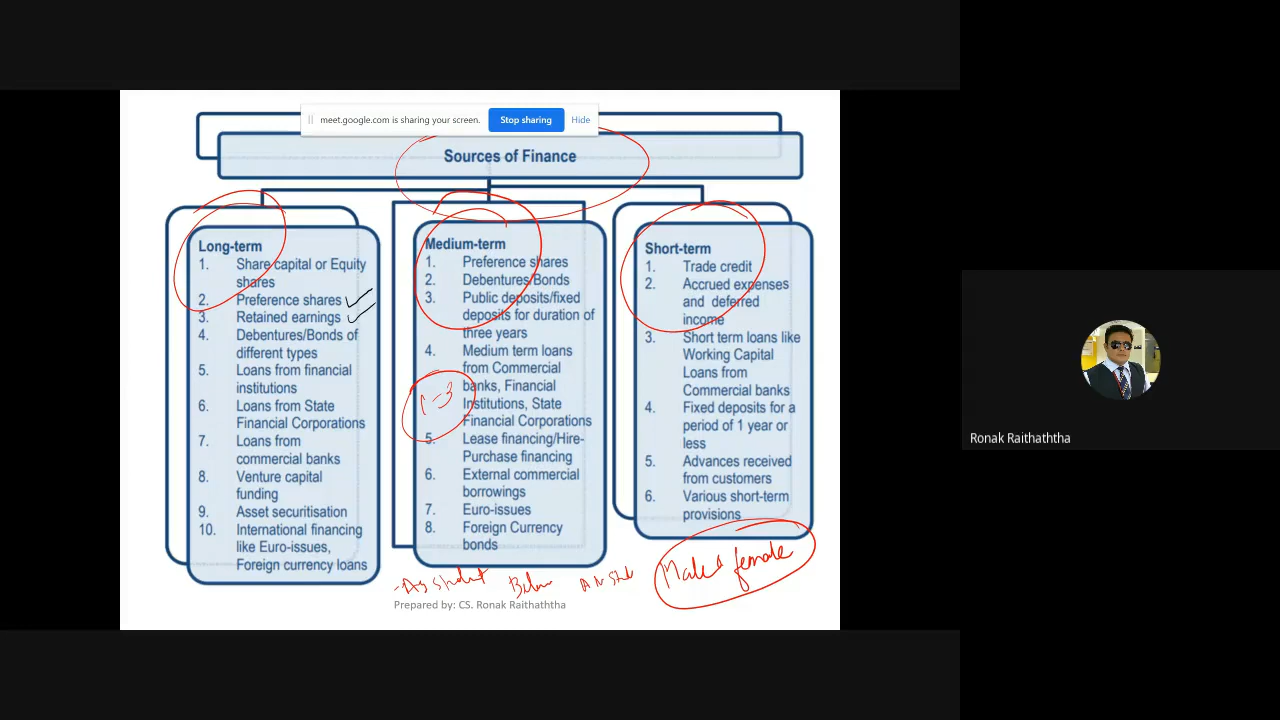 meet.google.com is sharing your screen. Stop sharing Hide
Sources of Finance
Long-term
1. Share capital or Equity
shares
2. Preference shares
3. Retained earnings
4. Debentures/Bonds of
different types
5. Loans from financial
institutions
6. Loans from State
Financial Corporations
7. Loans from
commercial banks
8. Venture capital
funding
9. Asset securitisation
10. International financing
like Euro-issues,
Foreign currency loans
Medium-term
1. Preference shares
2. Debentures/Bonds
3. Public deposits/fixed
deposits for duration of
three years
4. Medium term loans
from Commercial
banks, Financial
Institutions, State
Financial Corporations
5. Lease financing/Hire-
Purchase financing
6. External commercial
borrowings
7. Euro-issues
8. Foreign Currency
bonds
1-3
Short-term
1. Trade credit
2. Accrued expenses
and deferred
income
3. Short term loans like
Working Capital
Loans from
Commercial banks
4. Fixed deposits for a
period of 1 year or
less
5. Advances received
from customers
6. Various short-term
provisions
Male female
Prepared by: CS. Ronak Raithaththa
Ronak Raithaththa